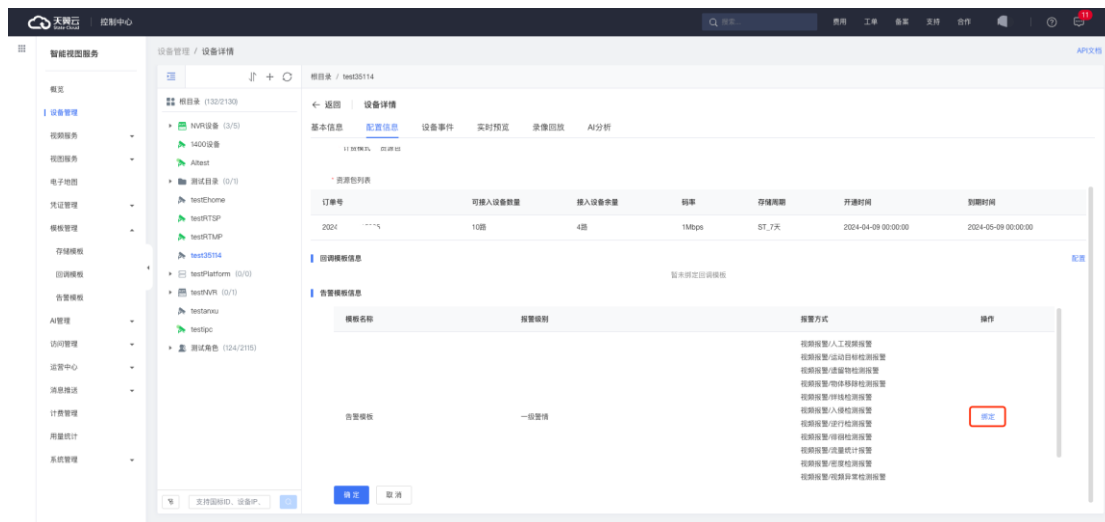 天翼云 State Cloud 控制中心 搜索... 费用 工单 备案 支持 合作 11
智能视图服务
设备管理 / 设备详情 API文档
概览
设备管理
视频服务
视图服务
电子地图
凭证管理
模板管理
存储模板
回调模板
告警模板
AI管理
访问管理
运营中心
消息推送
计费管理
用量统计
系统管理
根目录 (132/2130)
NVR设备 (3/5)
1400设备
AItest
测试目录 (0/1)
testEhome
testRTSP
testRTMP
test35114
testPlatform (0/0)
testNVR (0/1)
testanxu
testipc
测试角色 (124/2115)
支持国标ID、设备IP、
根目录 / test35114
← 返回 设备详情
基本信息 配置信息 设备事件 实时预览 录像回放 AI分析
计费模式 资源包
* 资源包列表
订单号 可接入设备数量 接入设备余量 码率 存储周期 开通时间 到期时间
2024 10路 4路 1Mbps ST_7天 2024-04-09 00:00:00 2024-05-09 00:00:00
回调模板信息 配置
暂未绑定回调模板
告警模板信息
模板名称 报警级别 报警方式 操作
视频报警/人工视频报警
视频报警/运动目标检测报警
视频报警/遗留物检测报警
视频报警/物体移除检测报警
视频报警/绊线检测报警
告警模板 一级警情 视频报警/入侵检测报警 绑定
视频报警/逆行检测报警
视频报警/徘徊检测报警
视频报警/流量统计报警
视频报警/密度检测报警
视频报警/视频异常检测报警
确定 取消